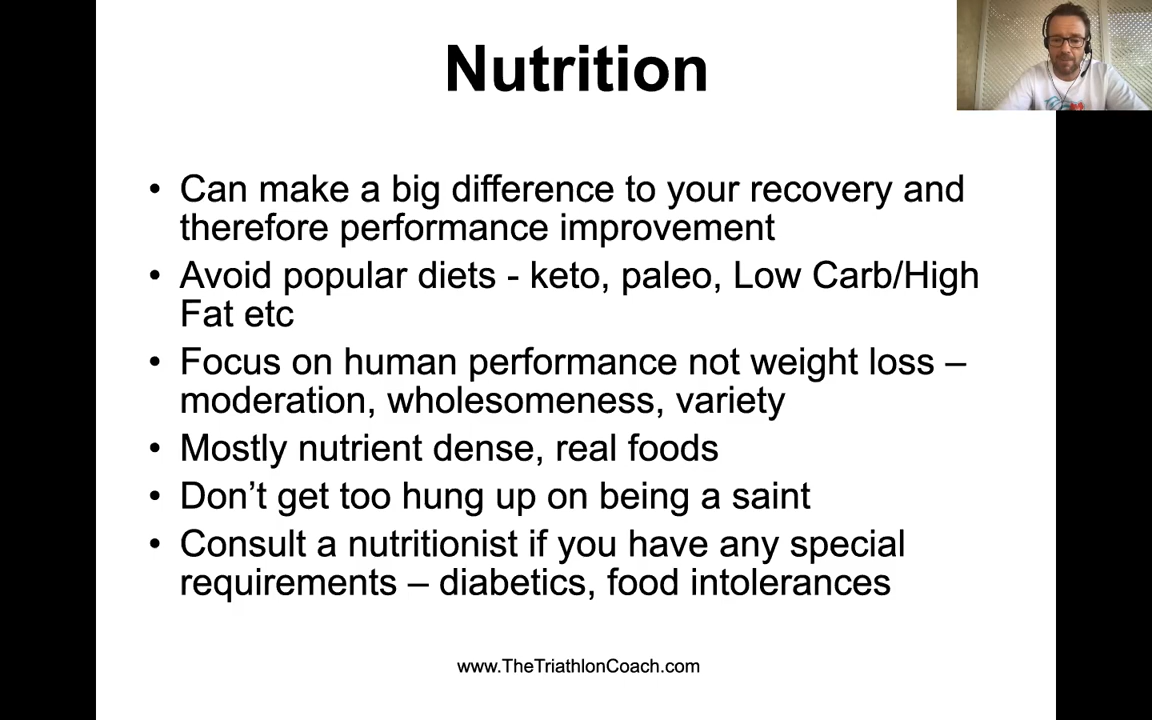 Nutrition
• Can make a big difference to your recovery and
therefore performance improvement
• Avoid popular diets - keto, paleo, Low Carb/High
Fat etc
• Focus on human performance not weight loss –
moderation, wholesomeness, variety
• Mostly nutrient dense, real foods
• Don’t get too hung up on being a saint
• Consult a nutritionist if you have any special
requirements – diabetics, food intolerances
www.TheTriathlonCoach.com